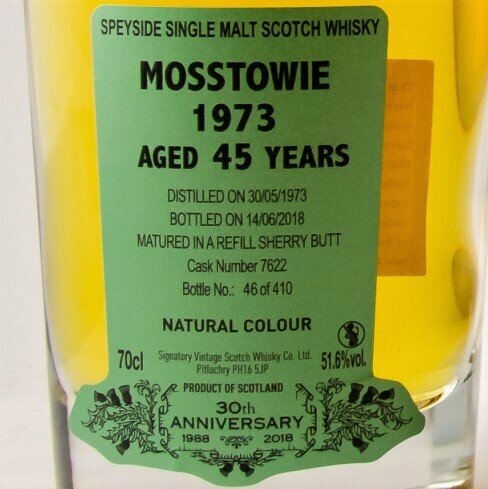 SPEYSIDE SINGLE MALT SCOTCH WHISKY
MOSSTOWIE
1973
AGED 45 YEARS
DISTILLED ON 30/05/1973
BOTTLED ON 14/06/2018
MATURED IN A REFILL SHERRY BUTT
Cask Number 7622
Bottle No.: 46 of 410
NATURAL COLOUR
70cl Signatory Vintage Scotch Whisky Co. Ltd. 51.6%vol.
Pitlochry PH16 5JP
PRODUCT OF SCOTLAND
30th
ANNIVERSARY
1988 2018